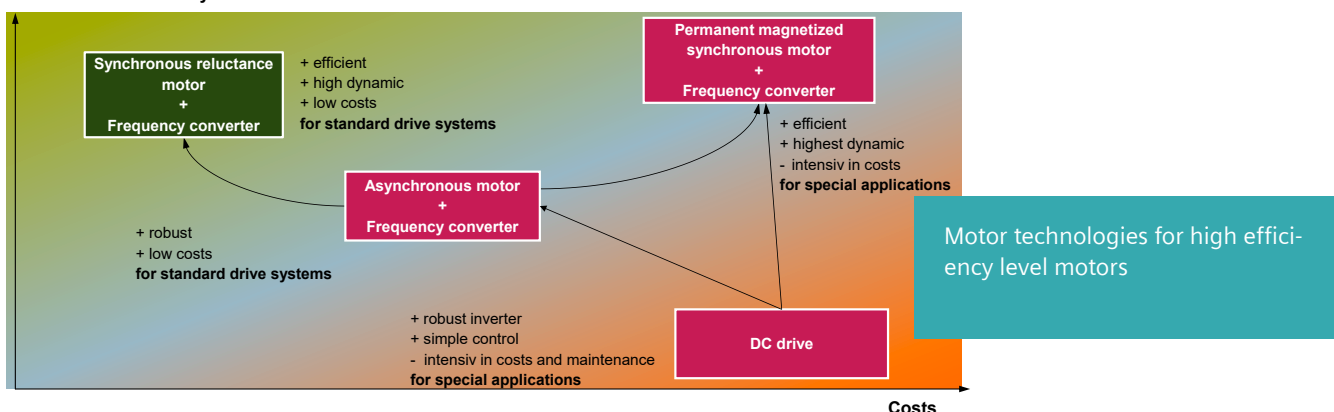 Synchronous reluctance
motor
+
Frequency converter
+ efficient
+ high dynamic
+ low costs
for standard drive systems
Permanent magnetized
synchronous motor
+
Frequency converter
+ efficient
+ highest dynamic
- intensiv in costs
for special applications
Asynchronous motor
+
Frequency converter
+ robust
+ low costs
for standard drive systems
Motor technologies for high effici-
ency level motors
+ robust inverter
+ simple control
- intensiv in costs and maintenance
for special applications
DC drive
Costs